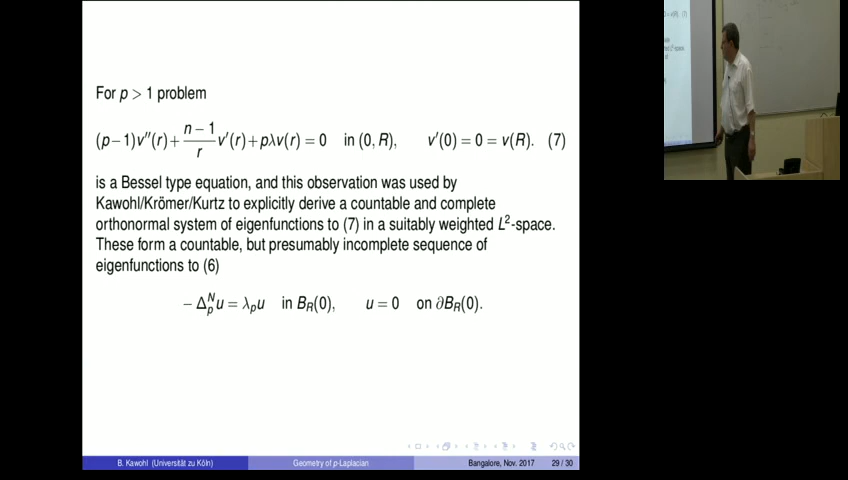 For p > 1 problem
(p−1)v″(r)+ n−1/r v′(r)+pλv(r) = 0 in (0, R), v′(0) = 0 = v(R). (7)
is a Bessel type equation, and this observation was used by
Kawohl/Krömer/Kurtz to explicitly derive a countable and complete
orthonormal system of eigenfunctions to (7) in a suitably weighted L²-space.
These form a countable, but presumably incomplete sequence of
eigenfunctions to (6)
− Δ_p^N u = λ_p u in B_R(0), u = 0 on ∂B_R(0).
B. Kawohl (Universität zu Köln) Geometry of p-Laplacian Bangalore, Nov. 2017 29 / 30